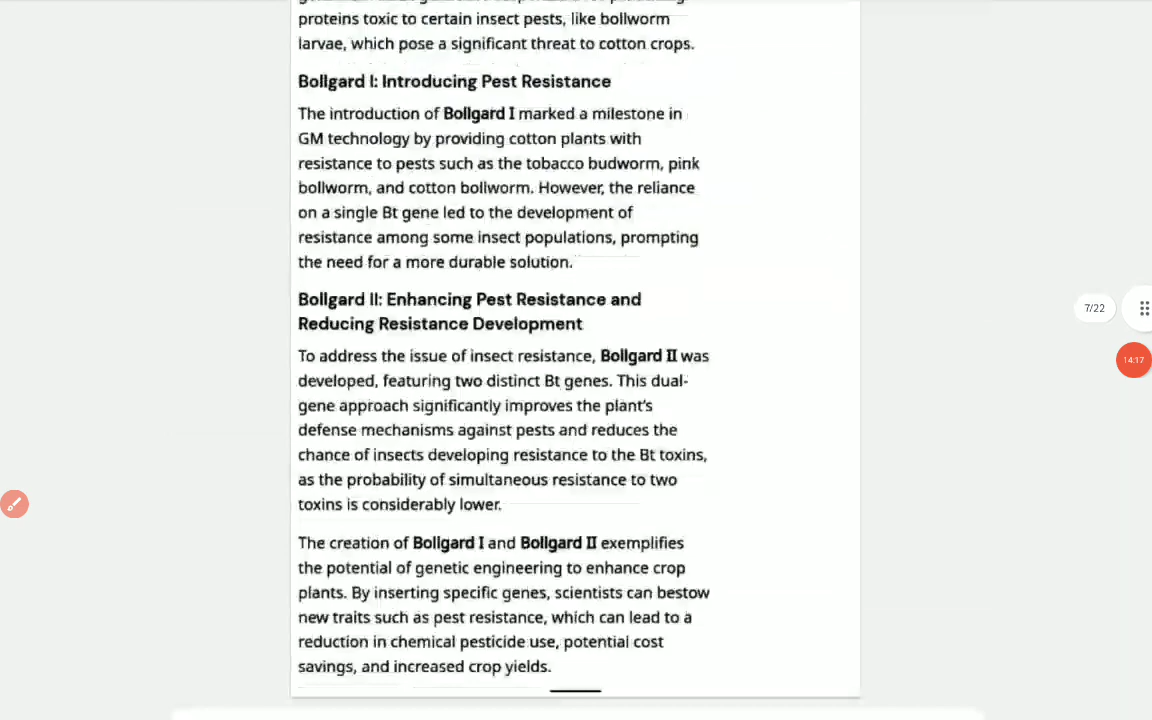 proteins toxic to certain insect pests, like bollworm
larvae, which pose a significant threat to cotton crops.
Bollgard I: Introducing Pest Resistance
The introduction of Bollgard I marked a milestone in
GM technology by providing cotton plants with
resistance to pests such as the tobacco budworm, pink
bollworm, and cotton bollworm. However, the reliance
on a single Bt gene led to the development of
resistance among some insect populations, prompting
the need for a more durable solution.
Bollgard II: Enhancing Pest Resistance and
Reducing Resistance Development
To address the issue of insect resistance, Bollgard II was
developed, featuring two distinct Bt genes. This dual-
gene approach significantly improves the plant's
defense mechanisms against pests and reduces the
chance of insects developing resistance to the Bt toxins,
as the probability of simultaneous resistance to two
toxins is considerably lower.
The creation of Bollgard I and Bollgard II exemplifies
the potential of genetic engineering to enhance crop
plants. By inserting specific genes, scientists can bestow
new traits such as pest resistance, which can lead to a
reduction in chemical pesticide use, potential cost
savings, and increased crop yields.
7/22
14:17